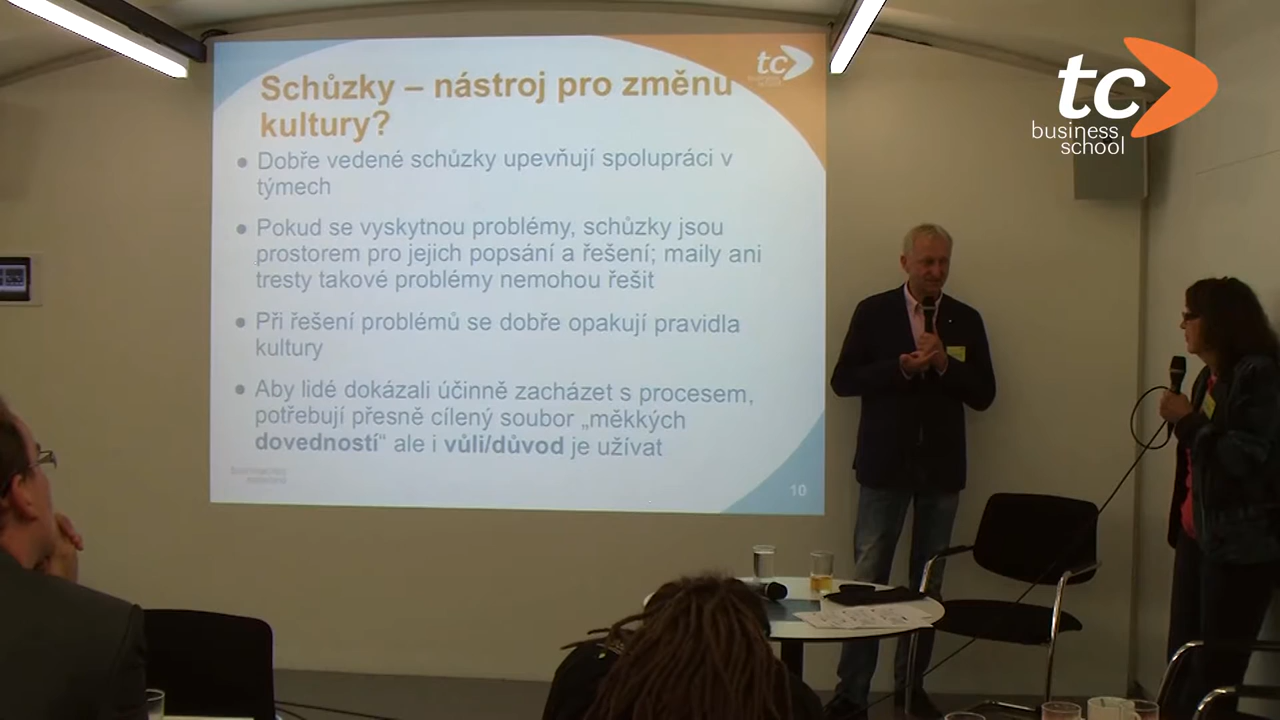 Schůzky – nástroj pro změnu
kultury?
● Dobře vedené schůzky upevňují spolupráci v
týmech
● Pokud se vyskytnou problémy, schůzky jsou
prostorem pro jejich popsání a řešení; maily ani
tresty takové problémy nemohou řešit
● Při řešení problémů se dobře opakují pravidla
kultury
● Aby lidé dokázali účinně zacházet s procesem,
potřebují přesně cílený soubor „měkkých
dovedností“ ale i vůli/důvod je užívat
10
tc
tc
business
school